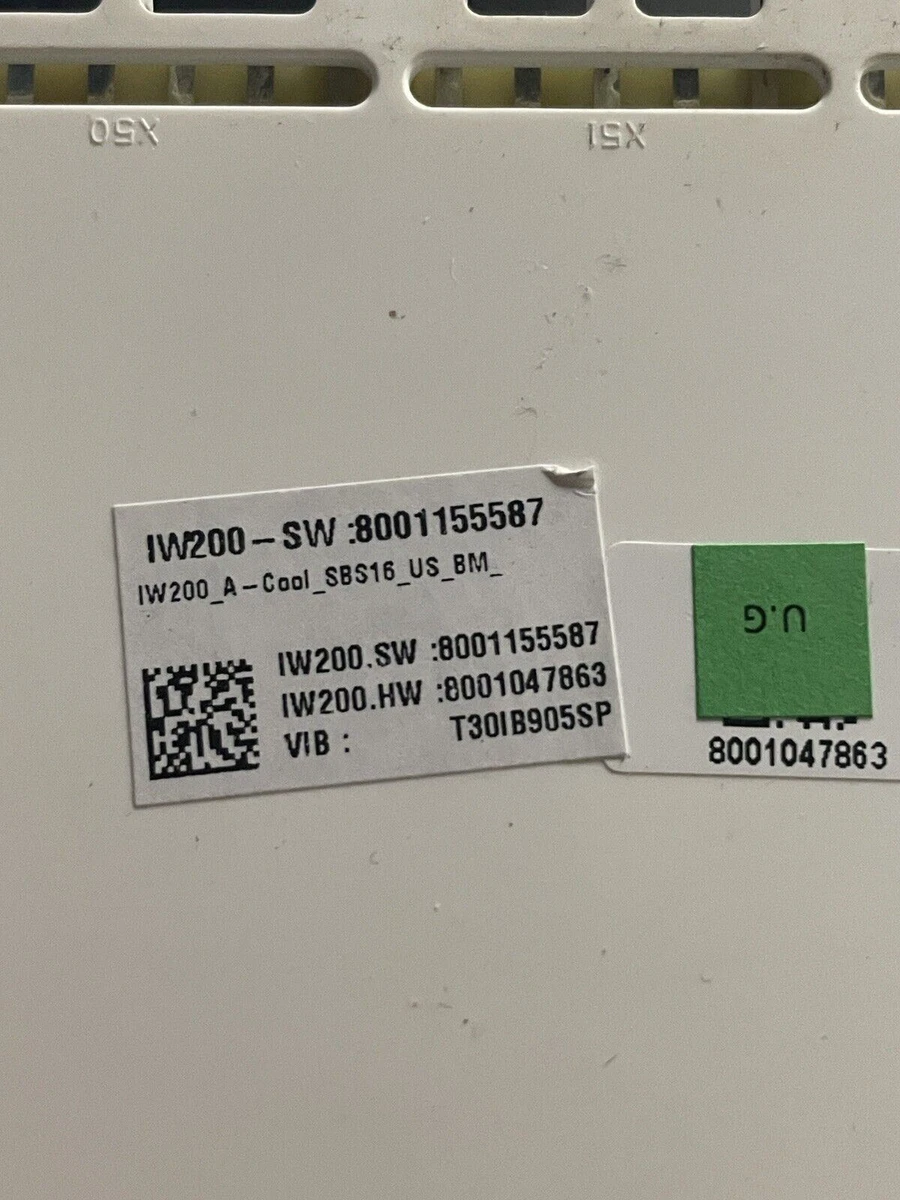 X50
X51
IW200-SW :8001155587
IW200_A-Cool_SBS16_US_BM_
IW200.SW :8001155587
IW200.HW :8001047863
VIB : T30IB905SP
U.G
8001047863